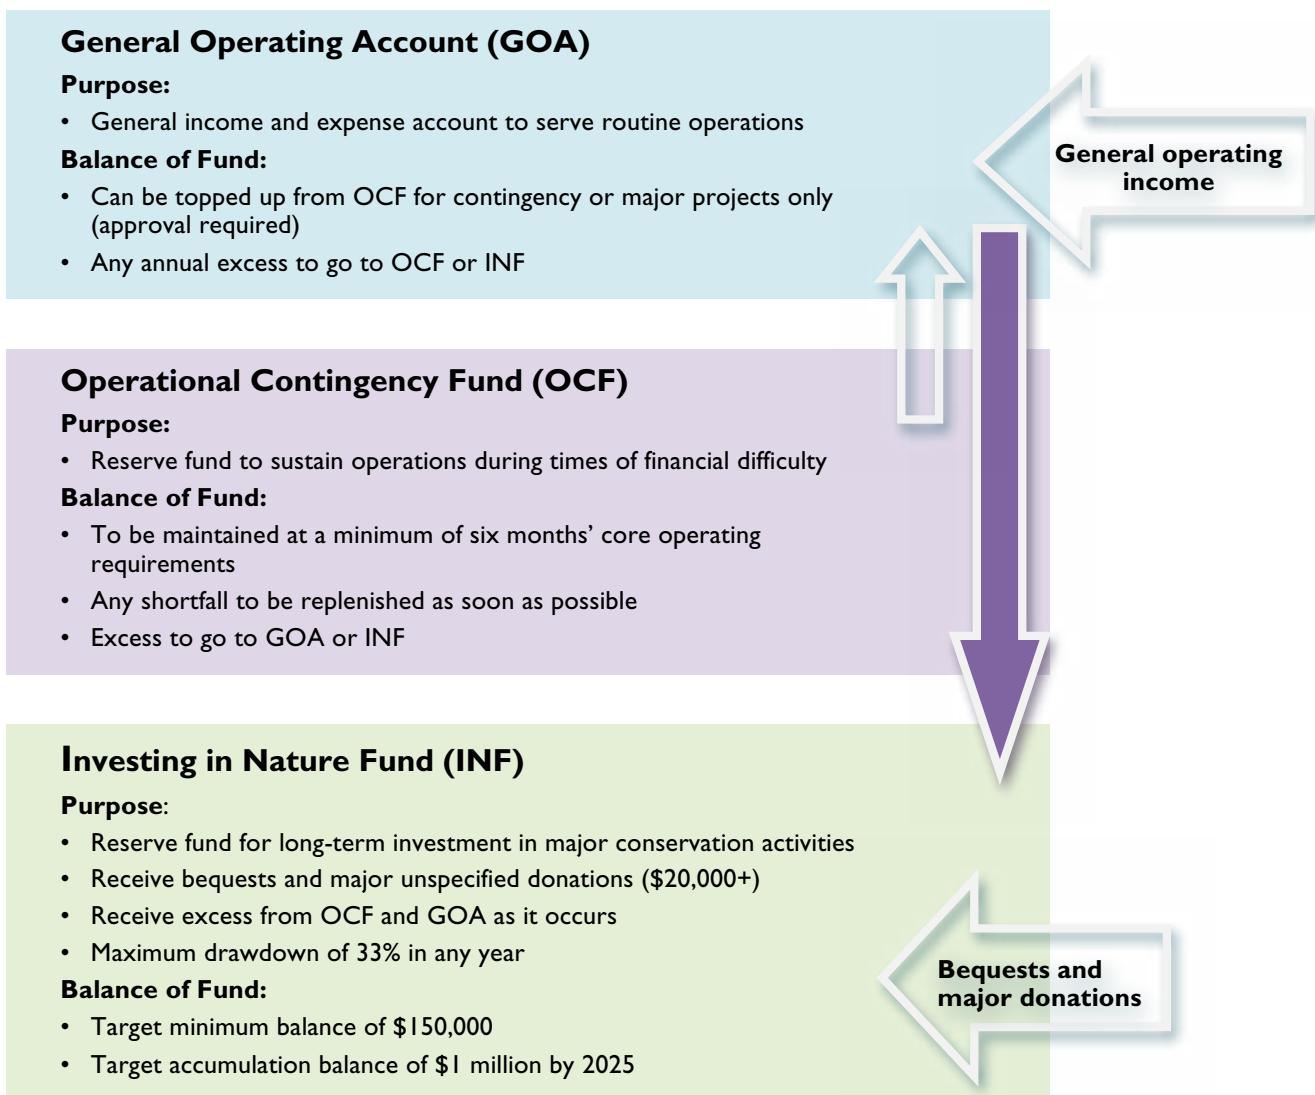 General Operating Account (GOA)
Purpose:
• General income and expense account to serve routine operations
Balance of Fund:
• Can be topped up from OCF for contingency or major projects only
(approval required)
• Any annual excess to go to OCF or INF
General operating
income
Operational Contingency Fund (OCF)
Purpose:
• Reserve fund to sustain operations during times of financial difficulty
Balance of Fund:
• To be maintained at a minimum of six months’ core operating
requirements
• Any shortfall to be replenished as soon as possible
• Excess to go to GOA or INF
Investing in Nature Fund (INF)
Purpose:
• Reserve fund for long-term investment in major conservation activities
• Receive bequests and major unspecified donations ($20,000+)
• Receive excess from OCF and GOA as it occurs
• Maximum drawdown of 33% in any year
Balance of Fund:
• Target minimum balance of $150,000
• Target accumulation balance of $1 million by 2025
Bequests and
major donations